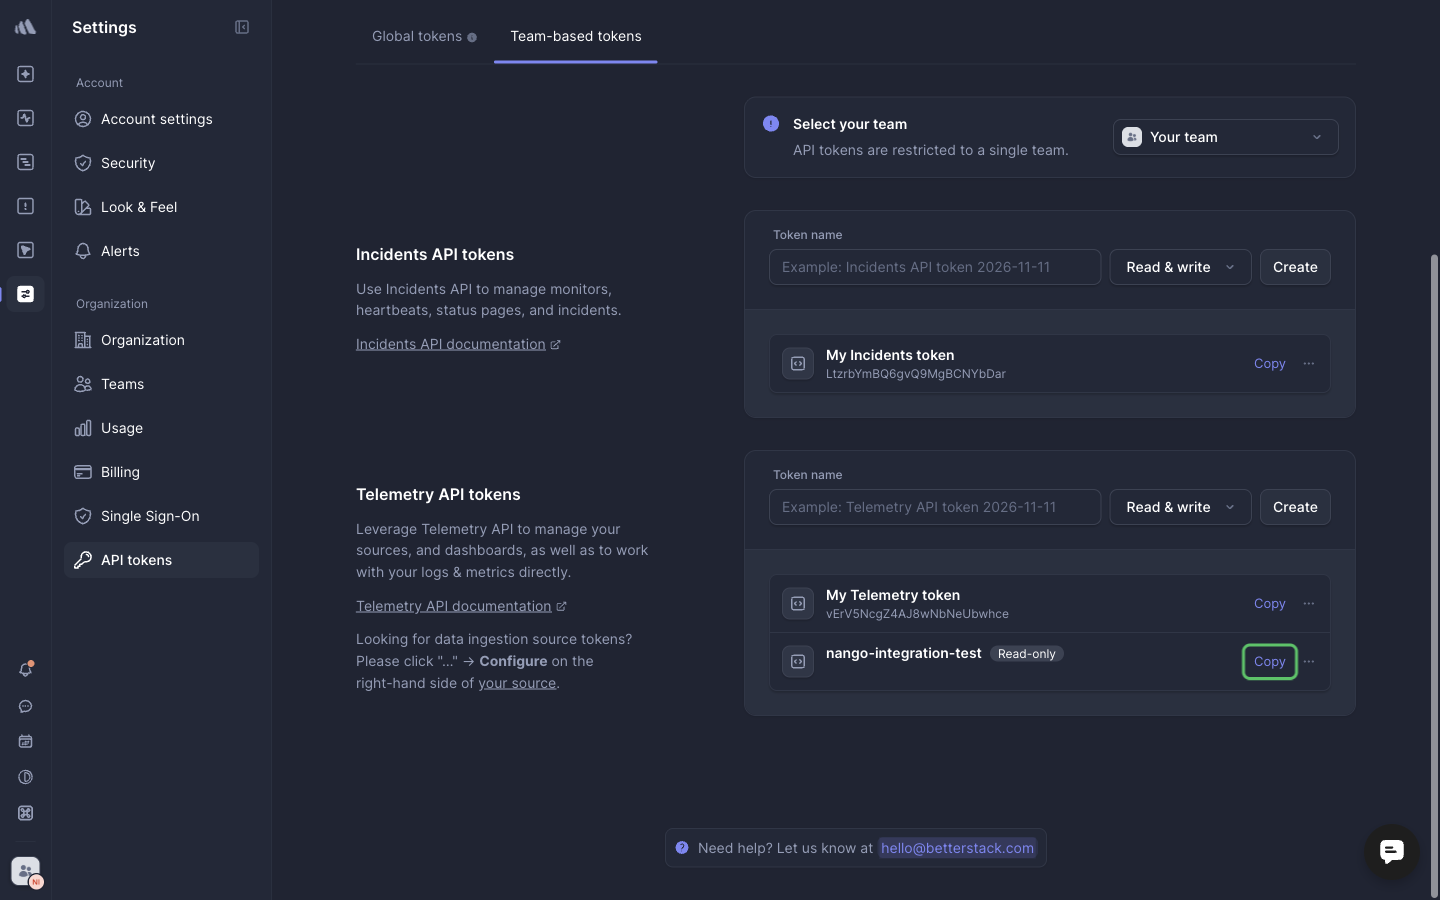 Settings
Account
Account settings
Security
Look & Feel
Alerts
Organization
Organization
Teams
Usage
Billing
Single Sign-On
API tokens
NI
Global tokens
Team-based tokens
Select your team
API tokens are restricted to a single team.
Your team
Incidents API tokens
Use Incidents API to manage monitors,
heartbeats, status pages, and incidents.
Incidents API documentation
Token name
Example: Incidents API token 2026-11-11
Read & write
Create
My Incidents token
LtzrbYmBQ6gvQ9MgBCNYbDar
Copy
Telemetry API tokens
Leverage Telemetry API to manage your
sources, and dashboards, as well as to work
with your logs & metrics directly.
Telemetry API documentation
Looking for data ingestion source tokens?
Please click "..." → Configure on the
right-hand side of your source.
Token name
Example: Telemetry API token 2026-11-11
Read & write
Create
My Telemetry token
vErV5NcgZ4AJ8wNbNeUbwhce
Copy
nango-integration-test Read-only
Copy
Need help? Let us know at hello@betterstack.com